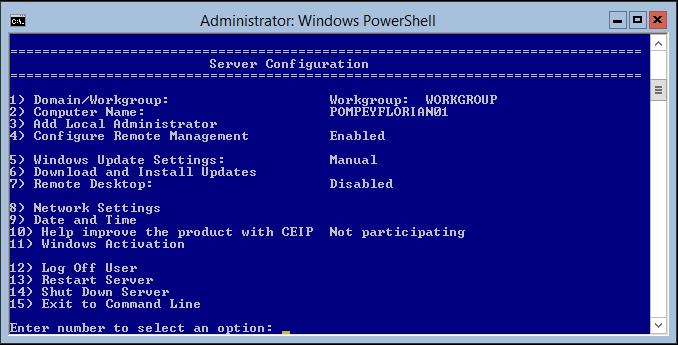 Administrator: Windows PowerShell
C:\
===============================================================================
Server Configuration
===============================================================================
1) Domain/Workgroup: Workgroup: WORKGROUP
2) Computer Name: POMPEYFLORIAN01
3) Add Local Administrator
4) Configure Remote Management Enabled
5) Windows Update Settings: Manual
6) Download and Install Updates
7) Remote Desktop: Disabled
8) Network Settings
9) Date and Time
10) Help improve the product with CEIP Not participating
11) Windows Activation
12) Log Off User
13) Restart Server
14) Shut Down Server
15) Exit to Command Line
Enter number to select an option: _